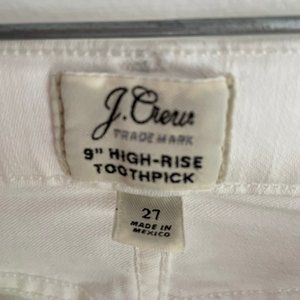 J.Crew
TRADEMARK
9" HIGH-RISE
TOOTHPICK
27
MADE IN
MEXICO